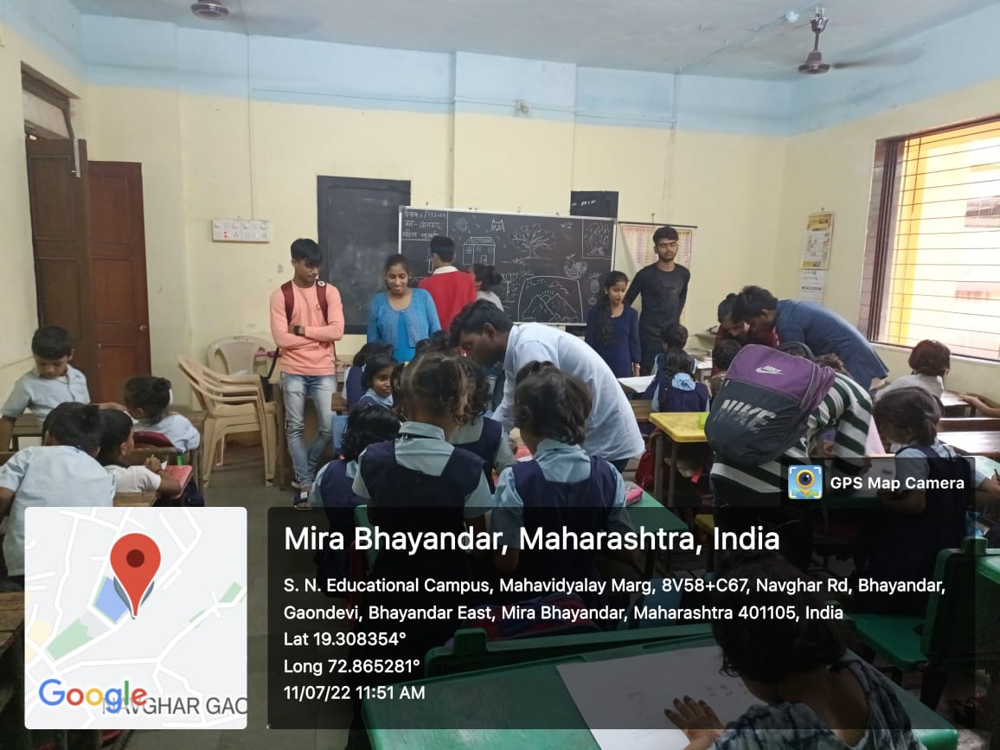 वार - सोमवार
NIKE
GPS Map Camera
Mira Bhayandar, Maharashtra, India
S. N. Educational Campus, Mahavidyalay Marg, 8V58+C67, Navghar Rd, Bhayandar,
Gaondevi, Bhayandar East, Mira Bhayandar, Maharashtra 401105, India
Lat 19.308354°
Long 72.865281°
11/07/22 11:51 AM
Google
NAVGHAR GAO